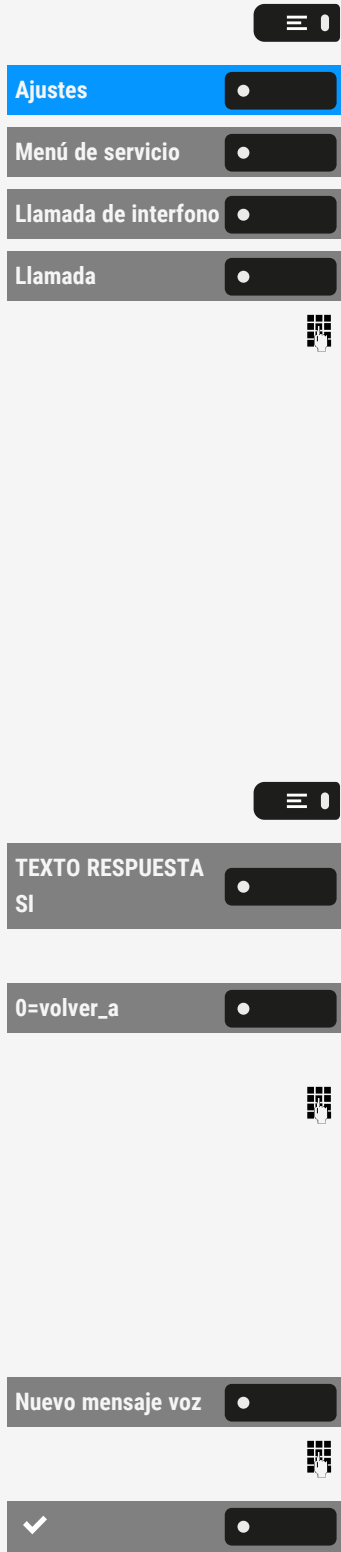 Ajustes
Menú de servicio
Llamada de interfono
Llamada
TEXTO RESPUESTA
SI
0=volver_a
Nuevo mensaje voz